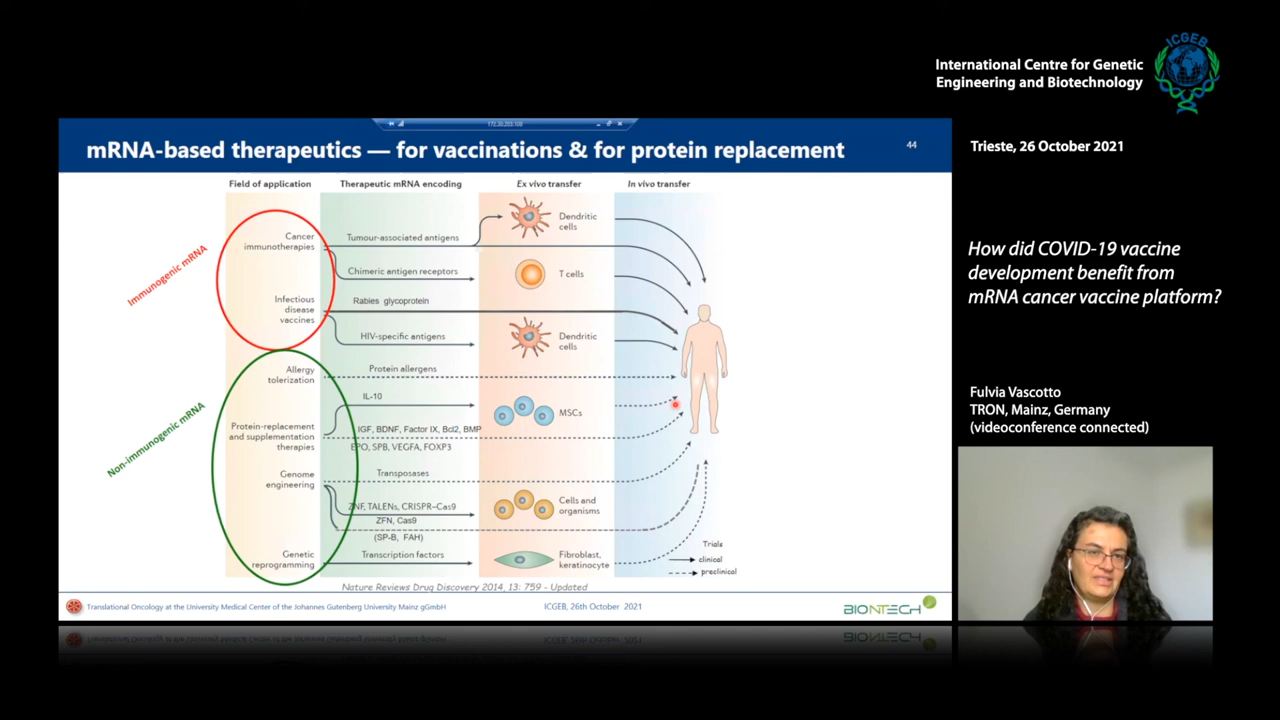 ICGEB
International Centre for Genetic
Engineering and Biotechnology
Trieste, 26 October 2021
How did COVID-19 vaccine
development benefit from
mRNA cancer vaccine platform?
Fulvia Vascotto
TRON, Mainz, Germany
(videoconference connected)
mRNA-based therapeutics — for vaccinations & for protein replacement
44
Field of application
Therapeutic mRNA encoding
Ex vivo transfer
In vivo transfer
Immunogenic mRNA
Cancer
immunotherapies
Tumour-associated antigens
Dendritic
cells
Chimeric antigen receptors
T cells
Infectious
disease
vaccines
Rabies glycoprotein
HIV-specific antigens
Dendritic
cells
Non-immunogenic mRNA
Allergy
tolerization
Protein allergens
IL-10
MSCs
Protein-replacement
and supplementation
therapies
IGF, BDNF, Factor IX, Bcl2, BMP
EPO, SPB, VEGFA, FOXP3
Genome
engineering
Transposases
ZNF, TALENs, CRISPR-Cas9
ZFN, Cas9
(SP-B, FAH)
Cells and
organisms
Genetic
reprogramming
Transcription factors
Fibroblast,
keratinocyte
Trials
clinical
preclinical
Nature Reviews Drug Discovery 2014, 13: 759 - Updated
Translational Oncology at the University Medical Center of the Johannes Gutenberg University Mainz gGmbH
ICGEB, 26th October 2021
BIONTECH